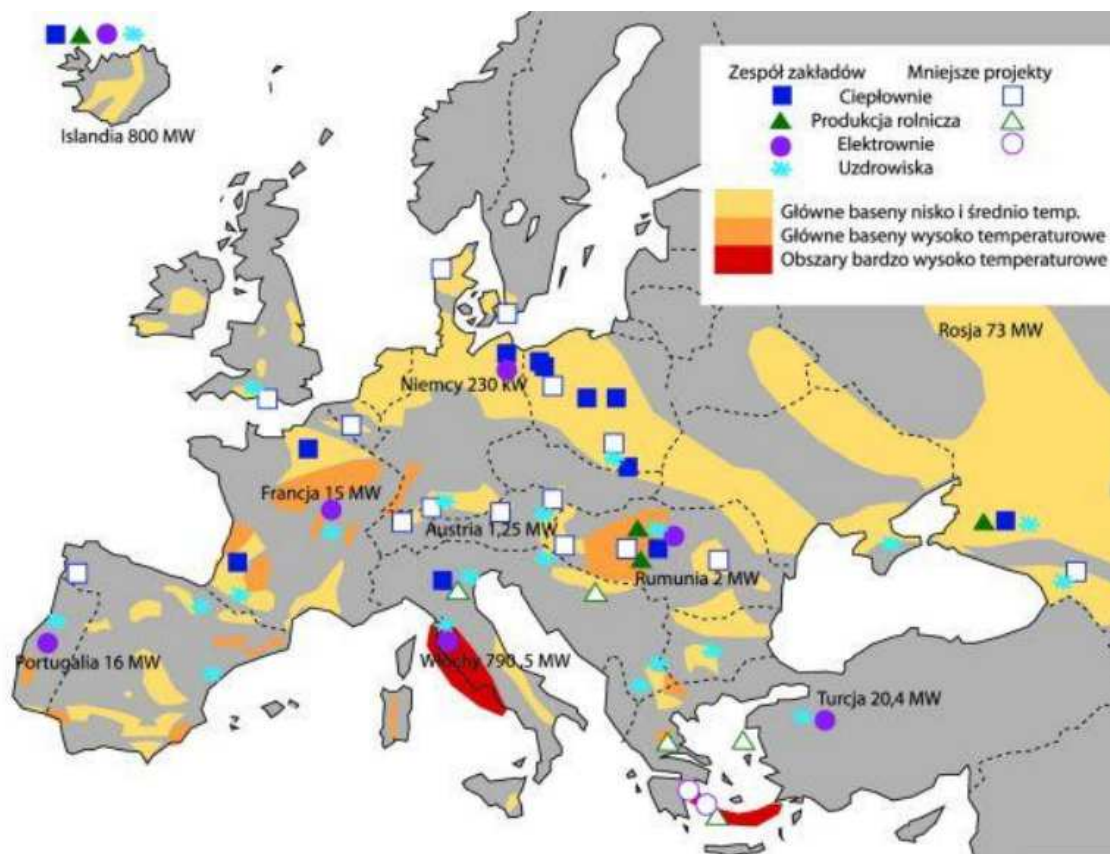 Islandia 800 MW
Zespół zakładów
Mniejsze projekty
Ciepłownie
Produkcja rolnicza
Elektrownie
Uzdrowiska
Główne baseny nisko i średnio temp.
Główne baseny wysoko temperaturowe
Obszary bardzo wysoko temperaturowe
Rosja 73 MW
Niemcy 230 kW
Francja 15 MW
Austria 1,25 MW
Rumunia 2 MW
Portugalia 16 MW
Włochy 790 ,5 MW
Turcja 20,4 MW